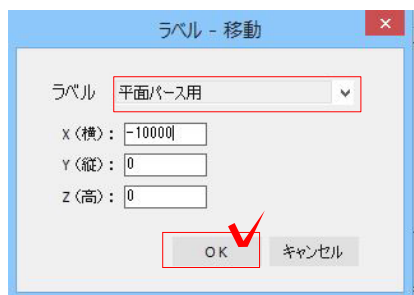 ラベル - 移動
ラベル 平面パース用
X（横）： -10000
Y（縦）： 0
Z（高）： 0
OK キャンセル